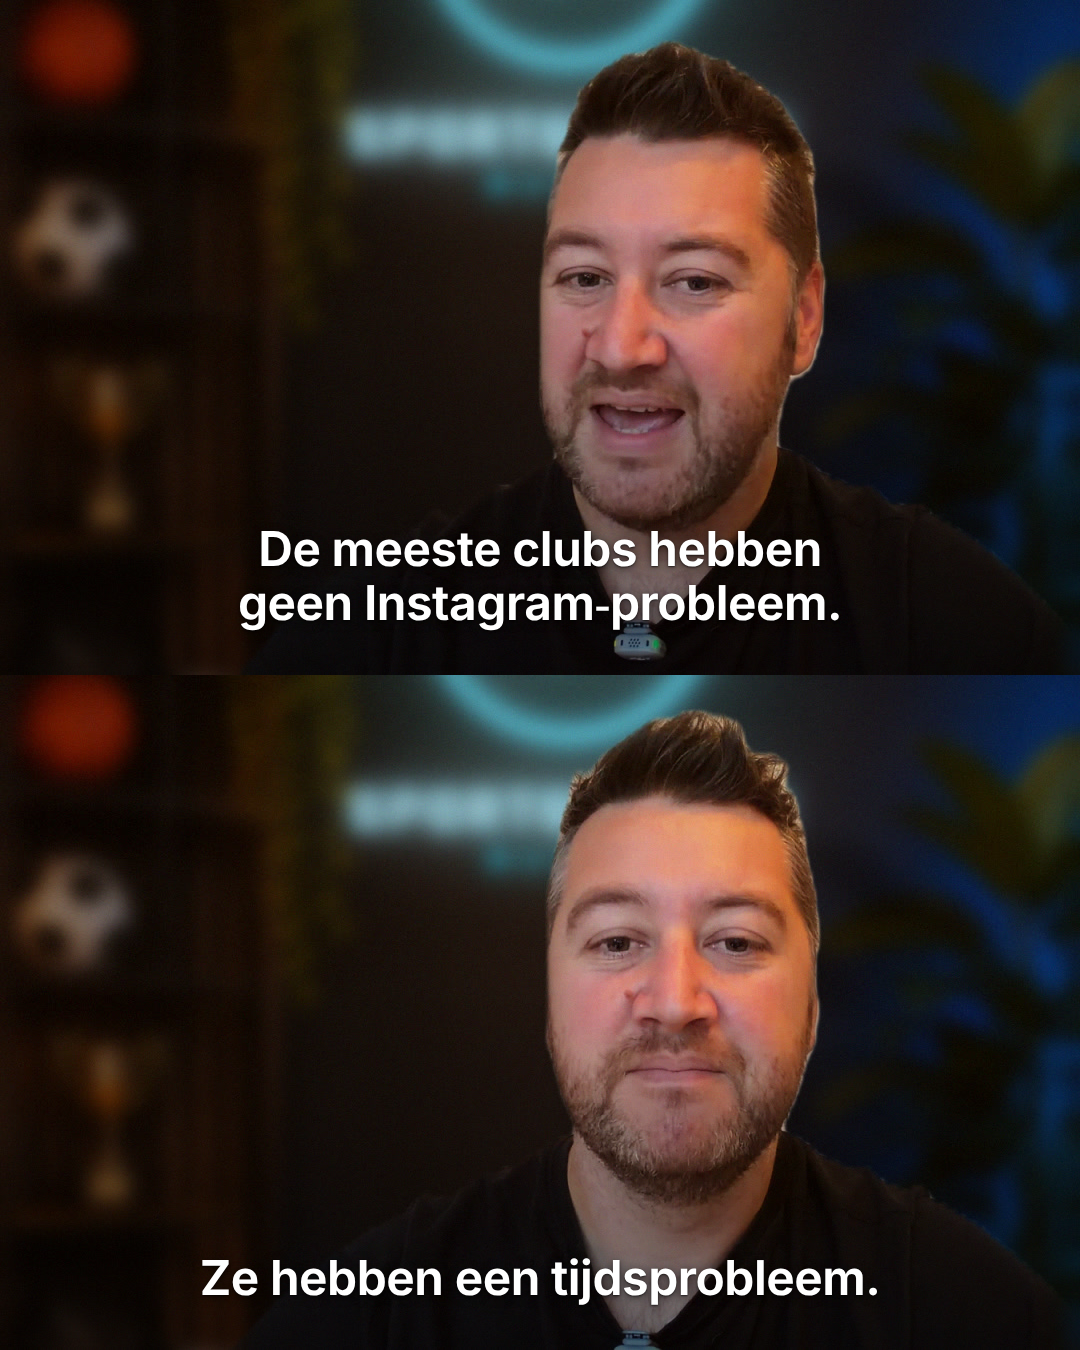 De meeste clubs hebben
geen Instagram-probleem.
Ze hebben een tijdsprobleem.